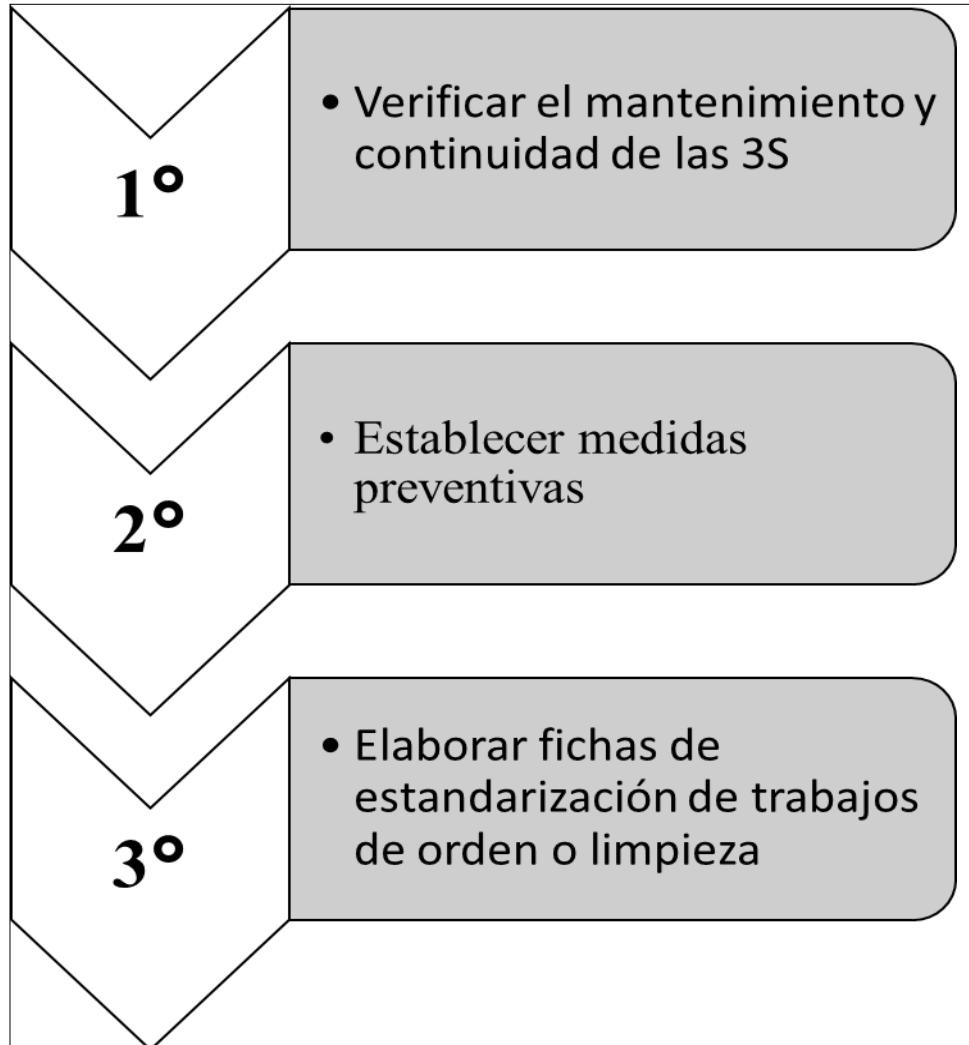 1°
• Verificar el mantenimiento y
continuidad de las 3S
2°
• Establecer medidas
preventivas
3°
• Elaborar fichas de
estandarización de trabajos
de orden o limpieza